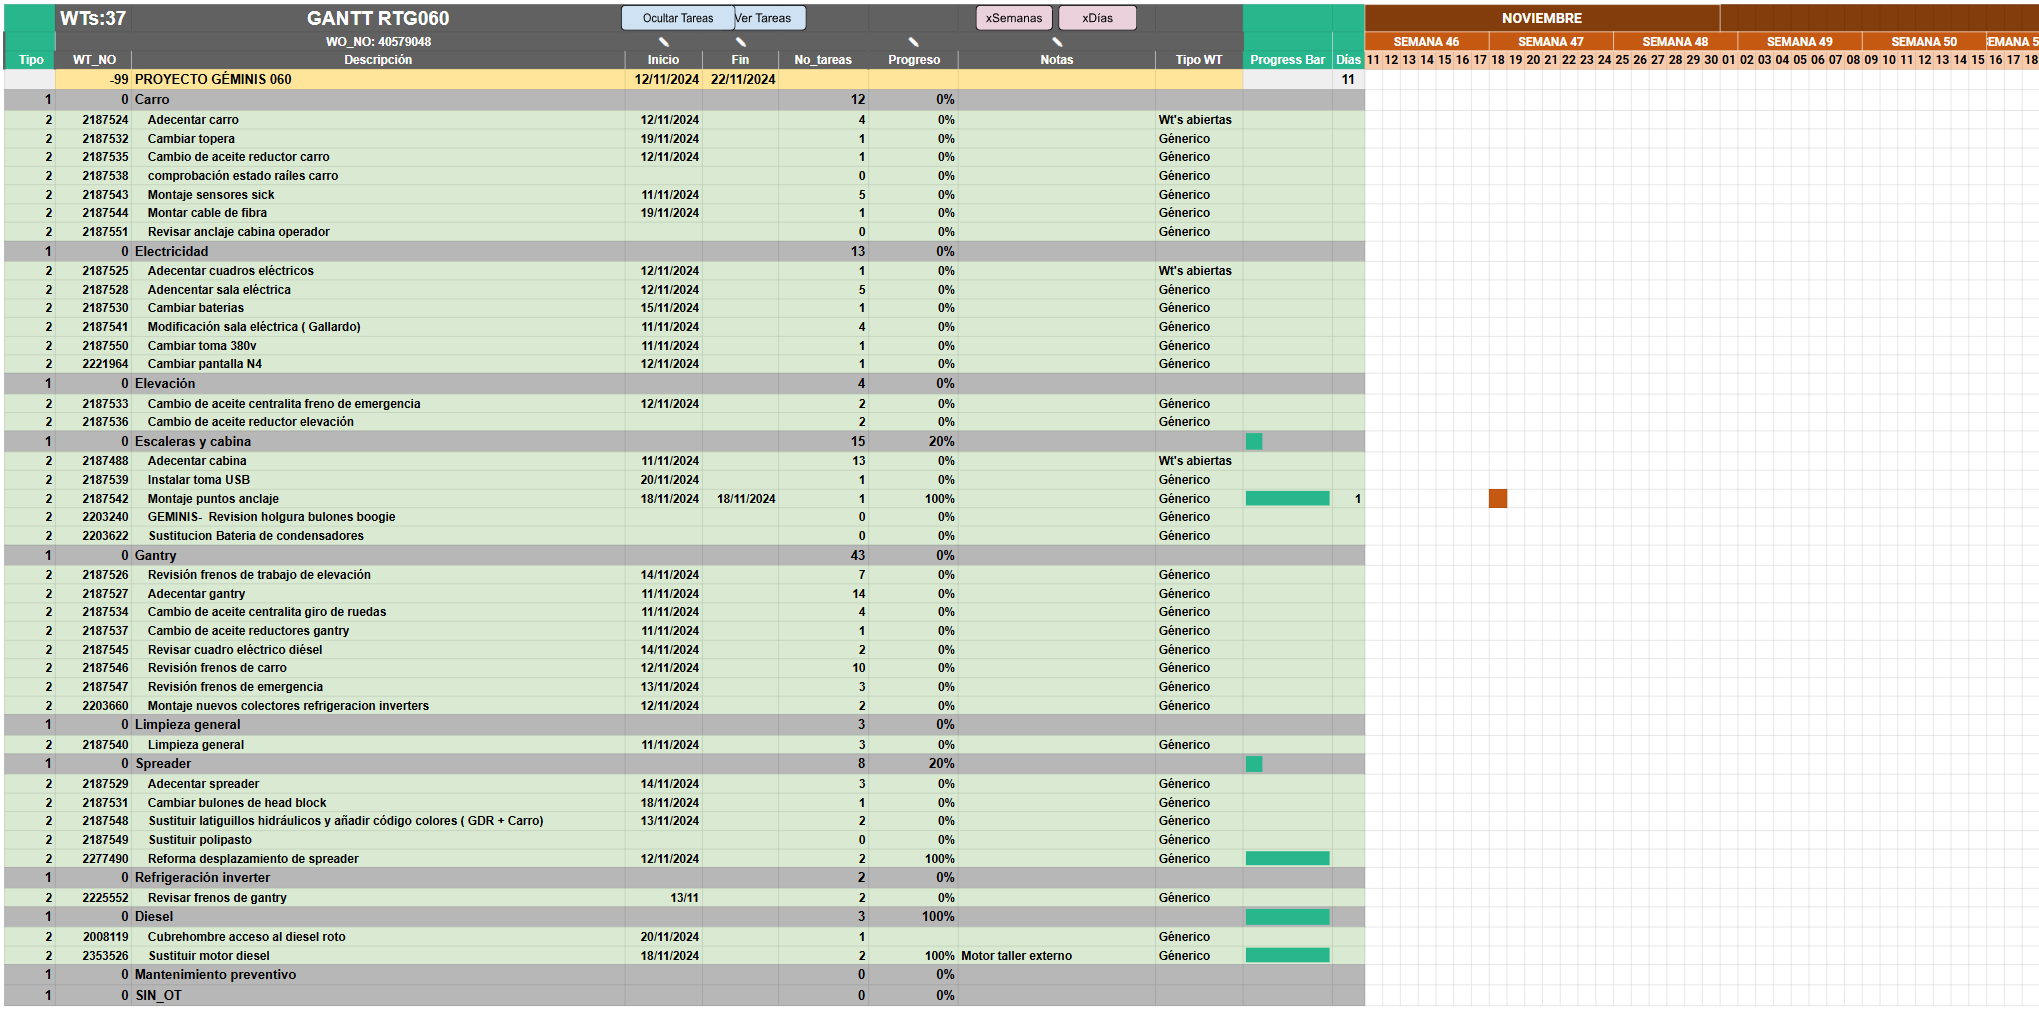 WTs:37 GANTT RTG060 Ocultar Tareas Ver Tareas xSemanas xDías NOVIEMBRE
WO_NO: 40579048 SEMANA 46 SEMANA 47 SEMANA 48 SEMANA 49 SEMANA 50 EMANA 5
Tipo WT_NO Descripción Inicio Fin No_tareas Progreso Notas Tipo WT Progress Bar Días 11 12 13 14 15 16 17 18 19 20 21 22 23 24 25 26 27 28 29 30 01 02 03 04 05 06 07 08 09 10 11 12 13 14 15 16 17 18
-99 PROYECTO GÉMINIS 060 12/11/2024 22/11/2024 11
1 0 Carro 12 0%
2 2187524 Adecentar carro 12/11/2024 4 0% Wt's abiertas
2 2187532 Cambiar topera 19/11/2024 1 0% Génerico
2 2187535 Cambio de aceite reductor carro 12/11/2024 1 0% Génerico
2 2187538 comprobación estado raíles carro 0 0% Génerico
2 2187543 Montaje sensores sick 11/11/2024 5 0% Génerico
2 2187544 Montar cable de fibra 19/11/2024 1 0% Génerico
2 2187551 Revisar anclaje cabina operador 0 0% Génerico
1 0 Electricidad 13 0%
2 2187525 Adecentar cuadros eléctricos 12/11/2024 1 0% Wt's abiertas
2 2187528 Adencentar sala eléctrica 12/11/2024 5 0% Génerico
2 2187530 Cambiar baterias 15/11/2024 1 0% Génerico
2 2187541 Modificación sala eléctrica ( Gallardo) 11/11/2024 4 0% Génerico
2 2187550 Cambiar toma 380v 11/11/2024 1 0% Génerico
2 2221964 Cambiar pantalla N4 12/11/2024 1 0% Génerico
1 0 Elevación 4 0%
2 2187533 Cambio de aceite centralita freno de emergencia 12/11/2024 2 0% Génerico
2 2187536 Cambio de aceite reductor elevación 2 0% Génerico
1 0 Escaleras y cabina 15 20%
2 2187488 Adecentar cabina 11/11/2024 13 0% Wt's abiertas
2 2187539 Instalar toma USB 20/11/2024 1 0% Génerico
2 2187542 Montaje puntos anclaje 18/11/2024 18/11/2024 1 100% Génerico 1
2 2203240 GEMINIS- Revision holgura bulones boogie 0 0% Génerico
2 2203622 Sustitucion Bateria de condensadores 0 0% Génerico
1 0 Gantry 43 0%
2 2187526 Revisión frenos de trabajo de elevación 14/11/2024 7 0% Génerico
2 2187527 Adecentar gantry 11/11/2024 14 0% Génerico
2 2187534 Cambio de aceite centralita giro de ruedas 11/11/2024 4 0% Génerico
2 2187537 Cambio de aceite reductores gantry 11/11/2024 1 0% Génerico
2 2187545 Revisar cuadro eléctrico diésel 14/11/2024 2 0% Génerico
2 2187546 Revisión frenos de carro 12/11/2024 10 0% Génerico
2 2187547 Revisión frenos de emergencia 13/11/2024 3 0% Génerico
2 2203660 Montaje nuevos colectores refrigeracion inverters 12/11/2024 2 0% Génerico
1 0 Limpieza general 3 0%
2 2187540 Limpieza general 11/11/2024 3 0% Génerico
1 0 Spreader 8 20%
2 2187529 Adecentar spreader 14/11/2024 3 0% Génerico
2 2187531 Cambiar bulones de head block 18/11/2024 1 0% Génerico
2 2187548 Sustituir latiguillos hidráulicos y añadir código colores ( GDR + Carro) 13/11/2024 2 0% Génerico
2 2187549 Sustituir polipasto 0 0% Génerico
2 2277490 Reforma desplazamiento de spreader 12/11/2024 2 100% Génerico
1 0 Refrigeración inverter 2 0%
2 2225552 Revisar frenos de gantry 13/11 2 0% Génerico
1 0 Diesel 3 100%
2 2008119 Cubrehombre acceso al diesel roto 20/11/2024 1 Génerico
2 2353526 Sustituir motor diesel 18/11/2024 2 100% Motor taller externo Génerico
1 0 Mantenimiento preventivo 0 0%
1 0 SIN_OT 0 0%